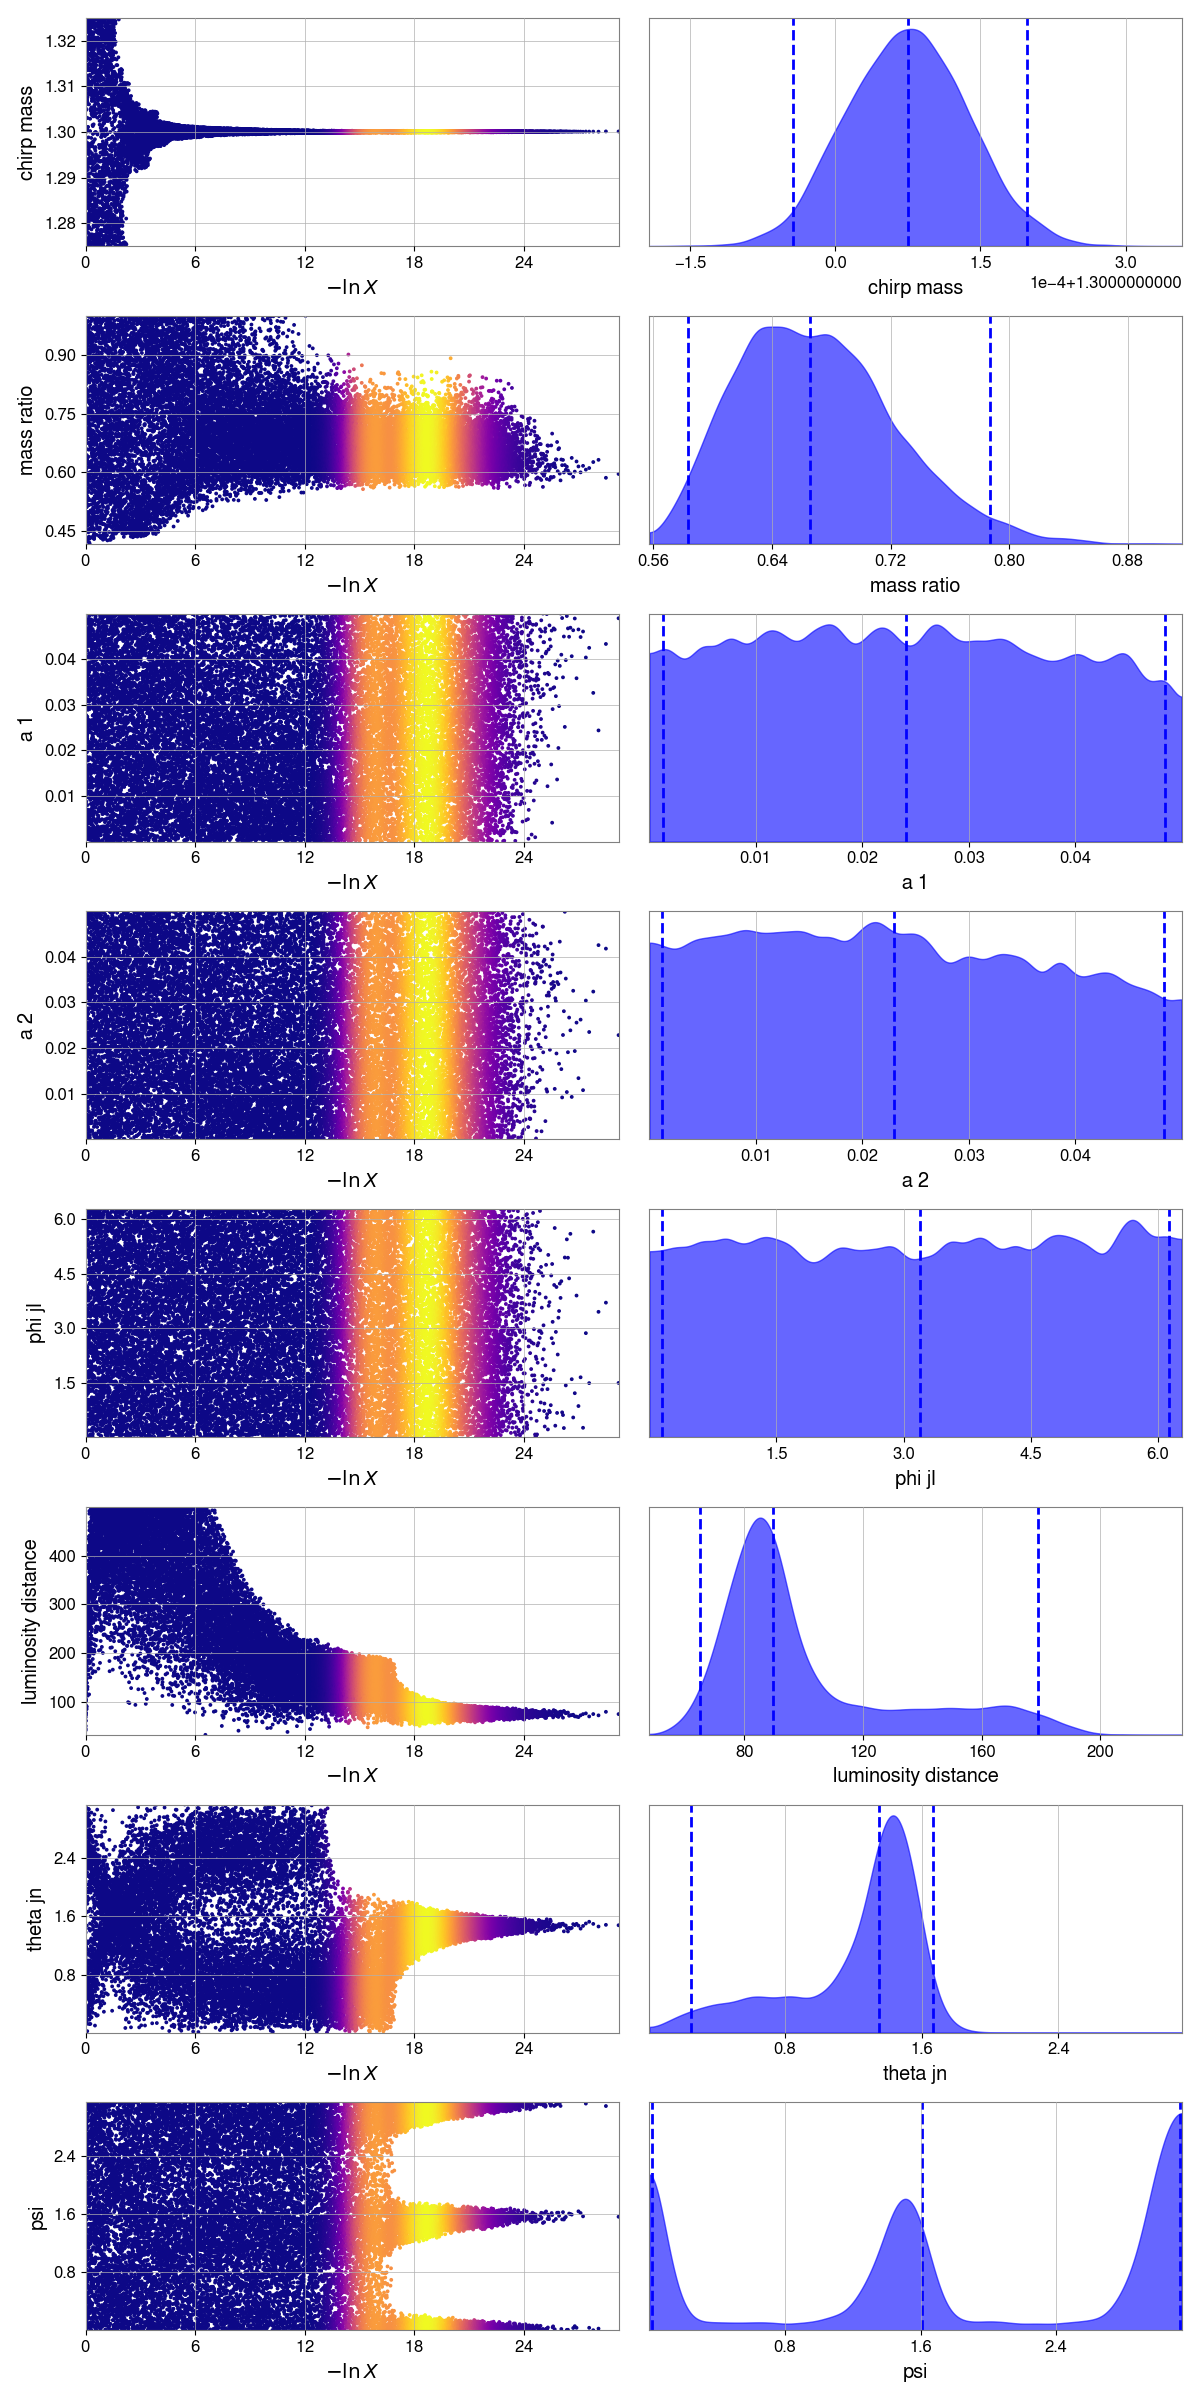 1.32
1.31
1.30
1.29
1.28
chirp mass
0 6 12 18 24
−ln X
−1.5 0.0 1.5 3.0
1e−4+1.3000000000
chirp mass
0.90
0.75
0.60
0.45
mass ratio
0 6 12 18 24
−ln X
0.56 0.64 0.72 0.80 0.88
mass ratio
0.04
0.03
0.02
0.01
a 1
0 6 12 18 24
−ln X
0.01 0.02 0.03 0.04
a 1
0.04
0.03
0.02
0.01
a 2
0 6 12 18 24
−ln X
0.01 0.02 0.03 0.04
a 2
6.0
4.5
3.0
1.5
phi jl
0 6 12 18 24
−ln X
1.5 3.0 4.5 6.0
phi jl
400
300
200
100
luminosity distance
0 6 12 18 24
−ln X
80 120 160 200
luminosity distance
2.4
1.6
0.8
theta jn
0 6 12 18 24
−ln X
0.8 1.6 2.4
theta jn
2.4
1.6
0.8
psi
0 6 12 18 24
−ln X
0.8 1.6 2.4
psi